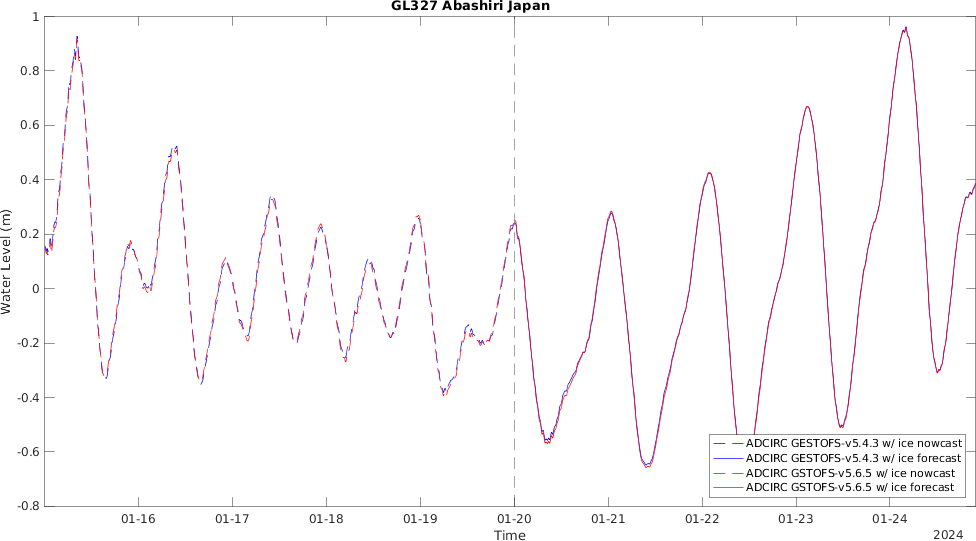 GL327 Abashiri Japan
Water Level (m)
1
0.8
0.6
0.4
0.2
0
-0.2
-0.4
-0.6
-0.8
ADCIRC GESTOFS-v5.4.3 w/ ice nowcast
ADCIRC GESTOFS-v5.4.3 w/ ice forecast
ADCIRC GSTOFS-v5.6.5 w/ ice nowcast
ADCIRC GSTOFS-v5.6.5 w/ ice forecast
01-16 01-17 01-18 01-19 01-20 01-21 01-22 01-23 01-24
Time
2024